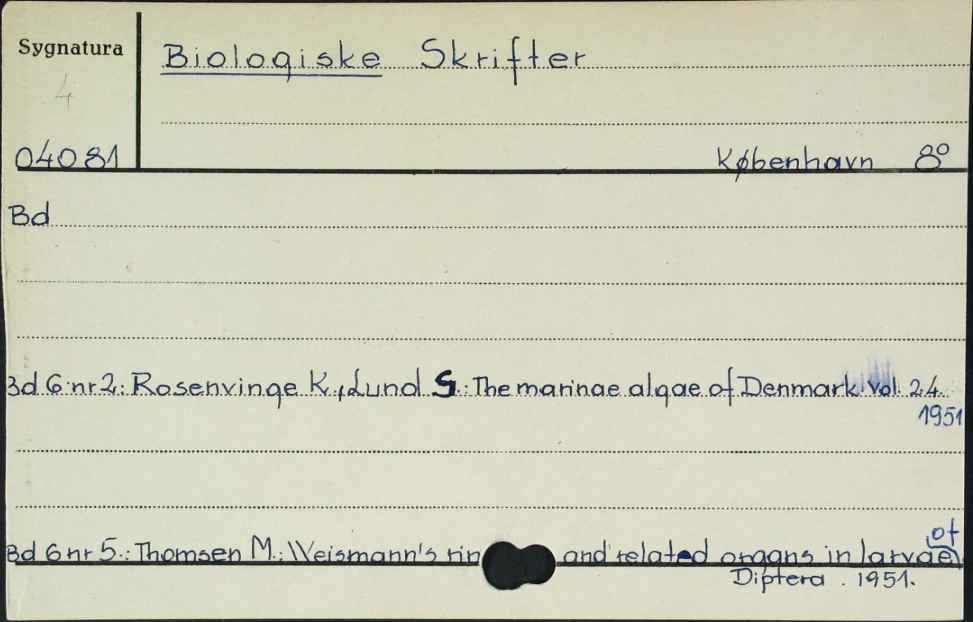 Sygnatura
Biologiske Skrifter
4
04081
København 8°
Bd
Bd 6 nr 2: Rosenvinge K., Lund S.: The marinae algae of Denmark. Vol. 2.4.
1951
Bd 6 nr 5.: Thomsen M.: Weismann's rin and related organs in larvae of
Diptera. 1951.